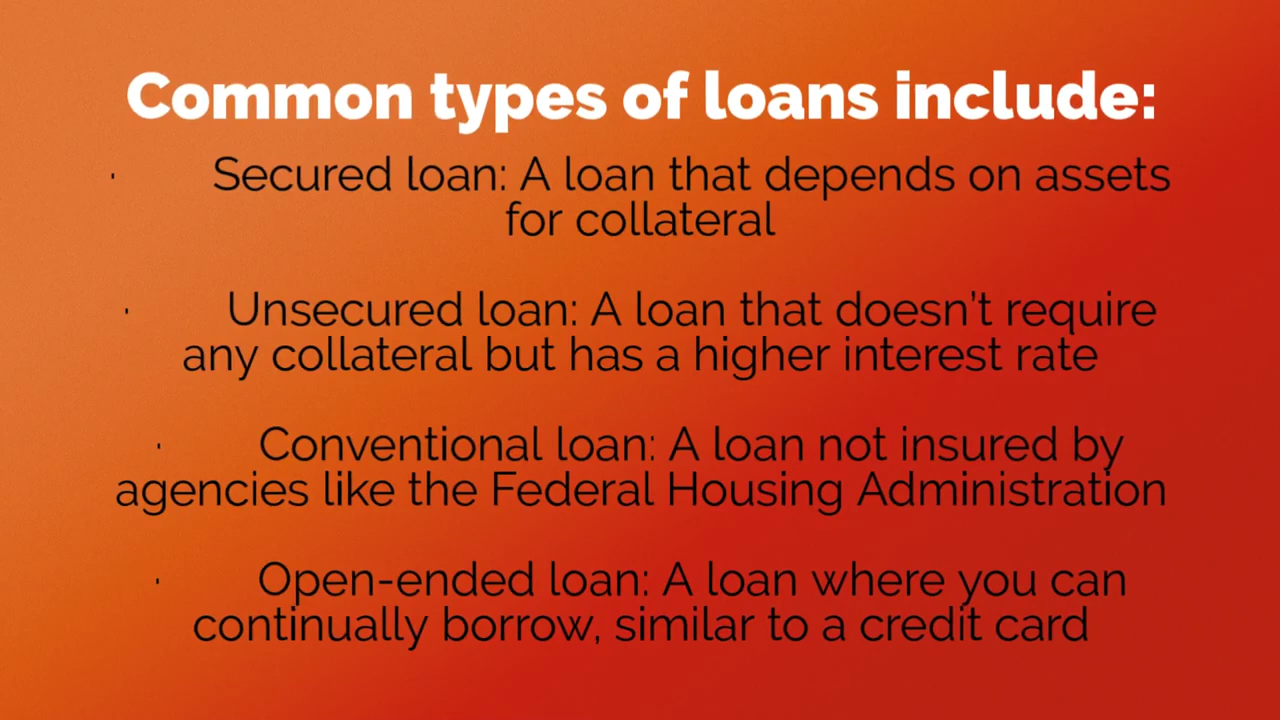 Common types of loans include:
· Secured loan: A loan that depends on assets
for collateral
· Unsecured loan: A loan that doesn’t require
any collateral but has a higher interest rate
· Conventional loan: A loan not insured by
agencies like the Federal Housing Administration
· Open-ended loan: A loan where you can
continually borrow, similar to a credit card